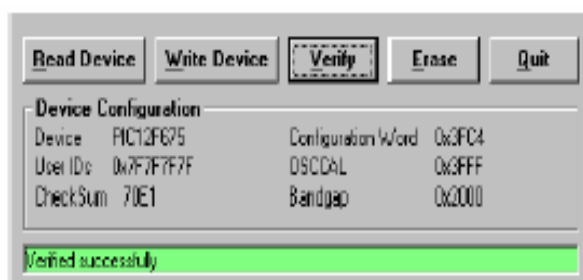 Read Device Write Device Verify Erase Quit
Device Configuration
Device PIC12F675 Configuration Word 0x3FC4
User IDs 0x7F7F7F7F OSCCAL 0x3FFF
CheckSum 70E1 Bandgap 0x2000
Verified successfully